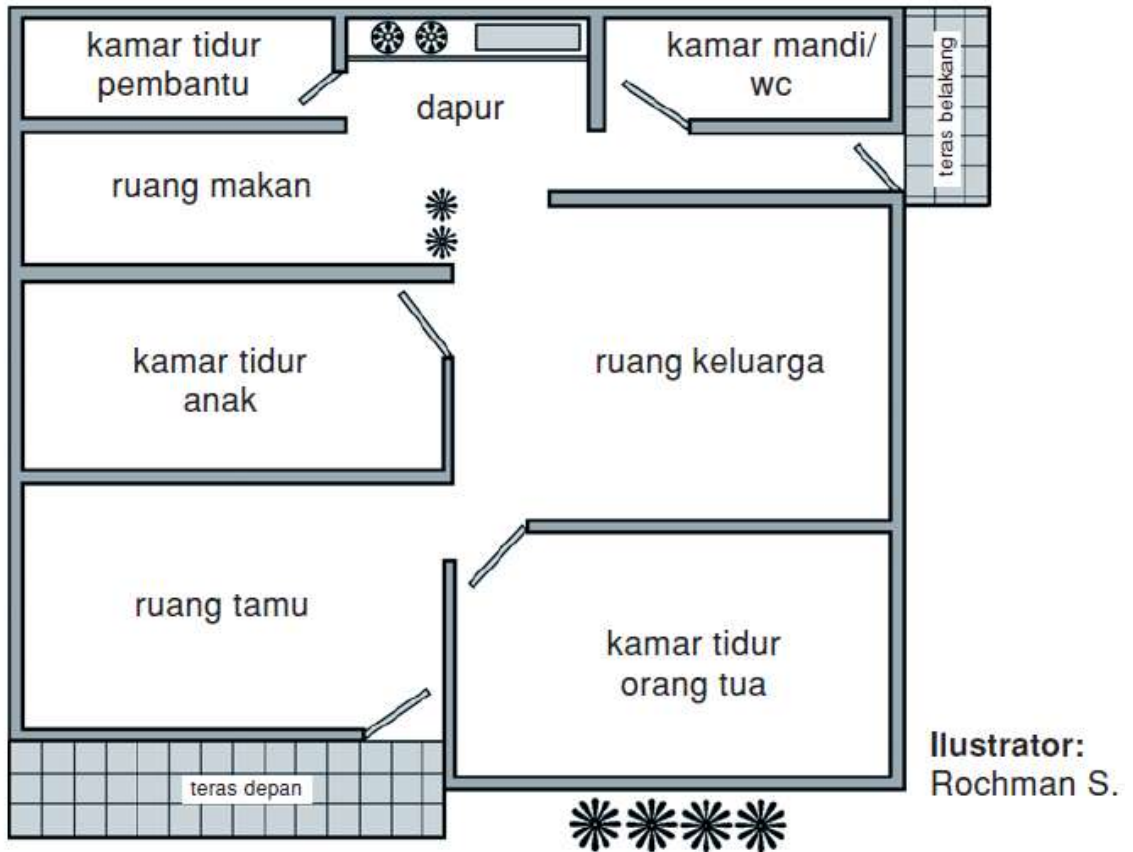 kamar tidur
pembantu
dapur
kamar mandi/
wc
teras belakang
ruang makan
kamar tidur
anak
ruang keluarga
ruang tamu
kamar tidur
orang tua
teras depan
Ilustrator:
Rochman S.